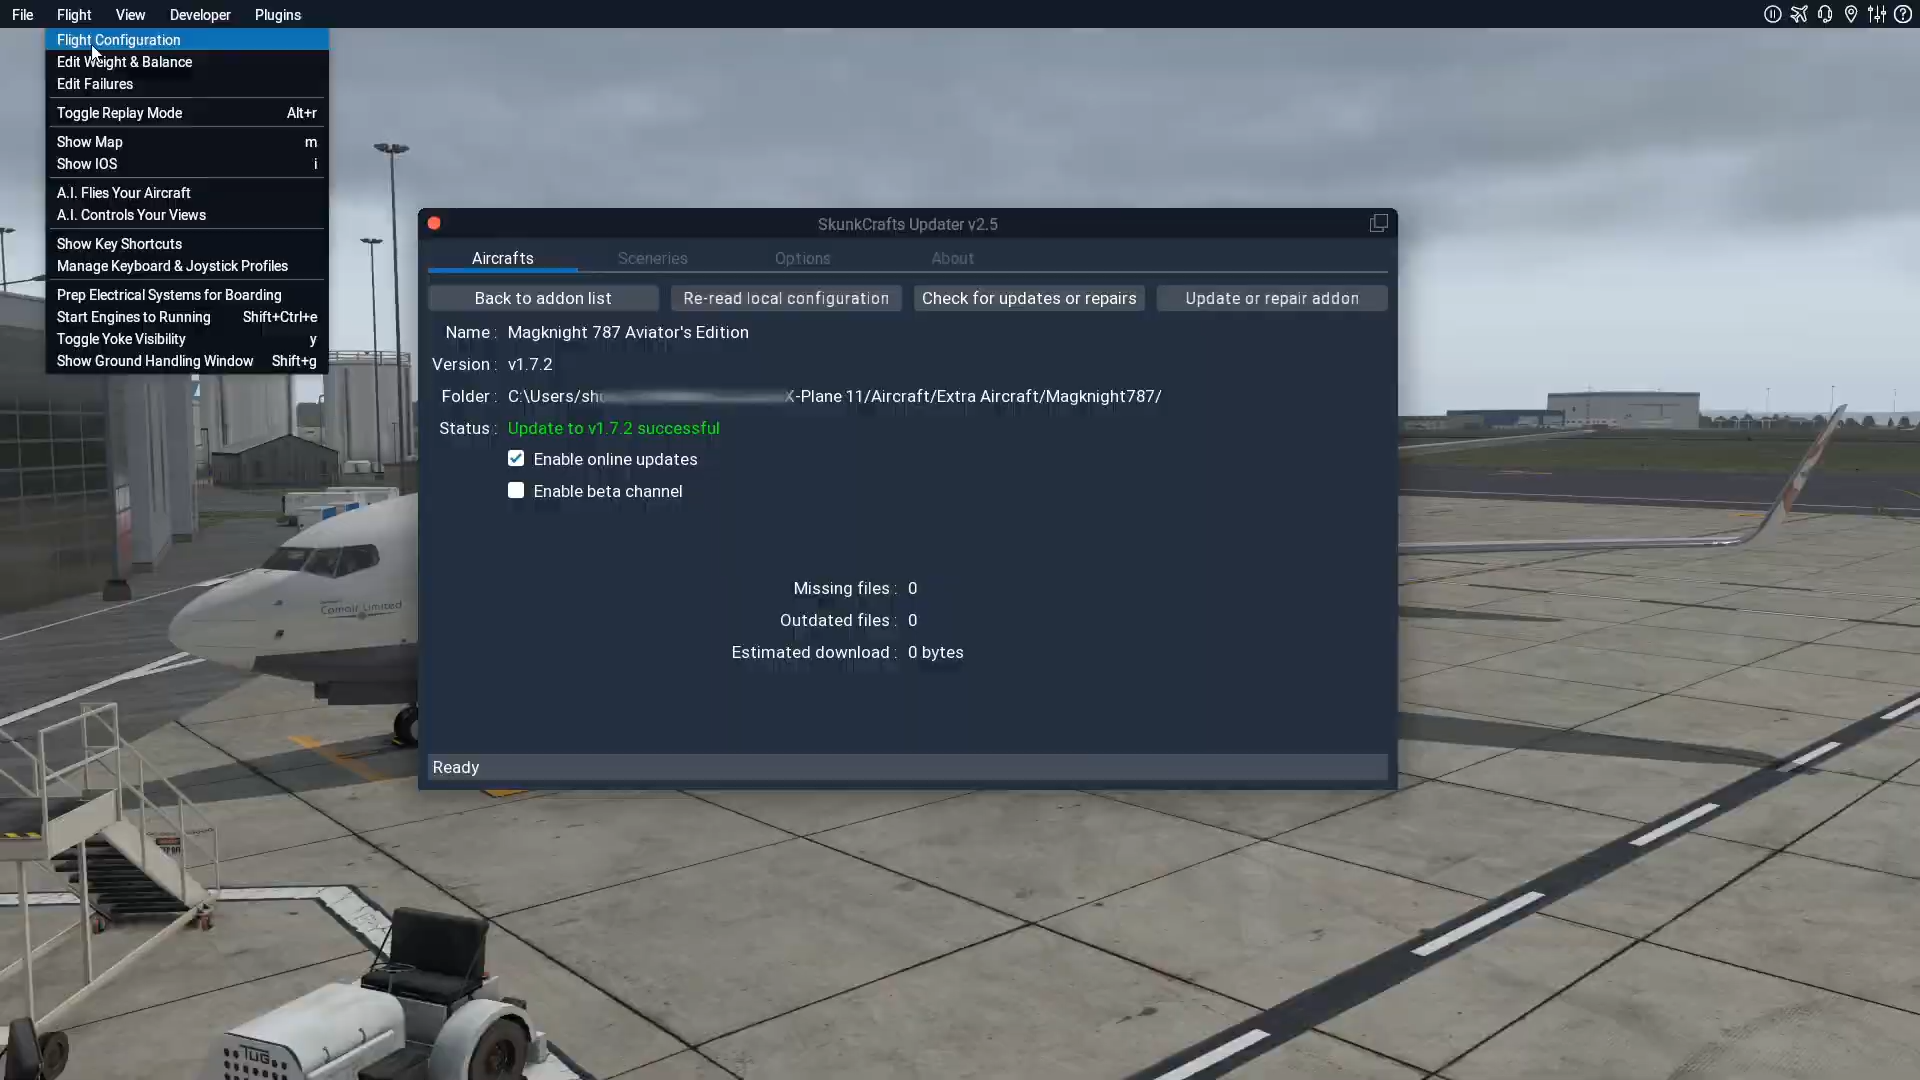 File Flight View Developer Plugins
Flight Configuration
Edit Weight & Balance
Edit Failures
Toggle Replay Mode Alt+r
Show Map m
Show IOS i
A.I. Flies Your Aircraft
A.I. Controls Your Views
Show Key Shortcuts
Manage Keyboard & Joystick Profiles
Prep Electrical Systems for Boarding
Start Engines to Running Shift+Ctrl+e
Toggle Yoke Visibility y
Show Ground Handling Window Shift+g
SkunkCrafts Updater v2.5
Aircrafts Sceneries Options About
Back to addon list Re-read local configuration Check for updates or repairs Update or repair addon
Name : Magknight 787 Aviator's Edition
Version : v1.7.2
Folder : C:\Users/sh X-Plane 11/Aircraft/Extra Aircraft/Magknight787/
Status : Update to v1.7.2 successful
Enable online updates
Enable beta channel
Missing files : 0
Outdated files : 0
Estimated download : 0 bytes
Ready
Comair Limited
TUG